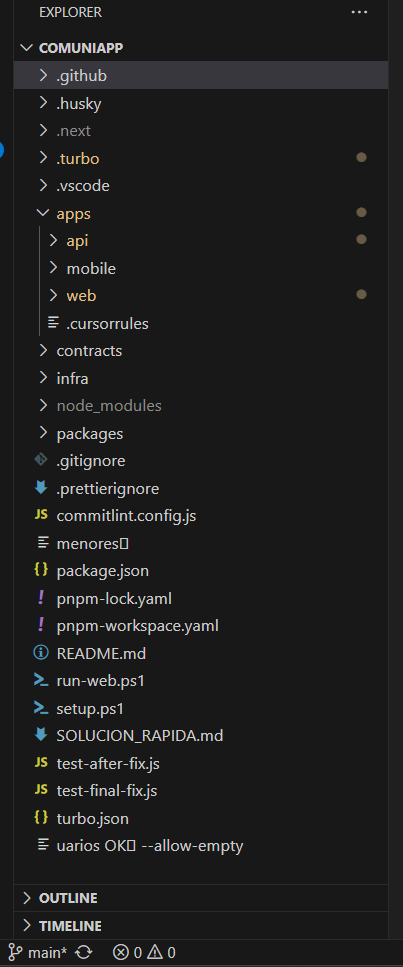 EXPLORER
COMUNIAPP
.github
.husky
.next
.turbo
.vscode
apps
api
mobile
web
.cursorrules
contracts
infra
node_modules
packages
.gitignore
.prettierignore
JS commitlint.config.js
menores▯
{} package.json
! pnpm-lock.yaml
! pnpm-workspace.yaml
README.md
run-web.ps1
setup.ps1
SOLUCION_RAPIDA.md
JS test-after-fix.js
JS test-final-fix.js
{} turbo.json
uarios OK▯ --allow-empty
OUTLINE
TIMELINE
main* 0 0